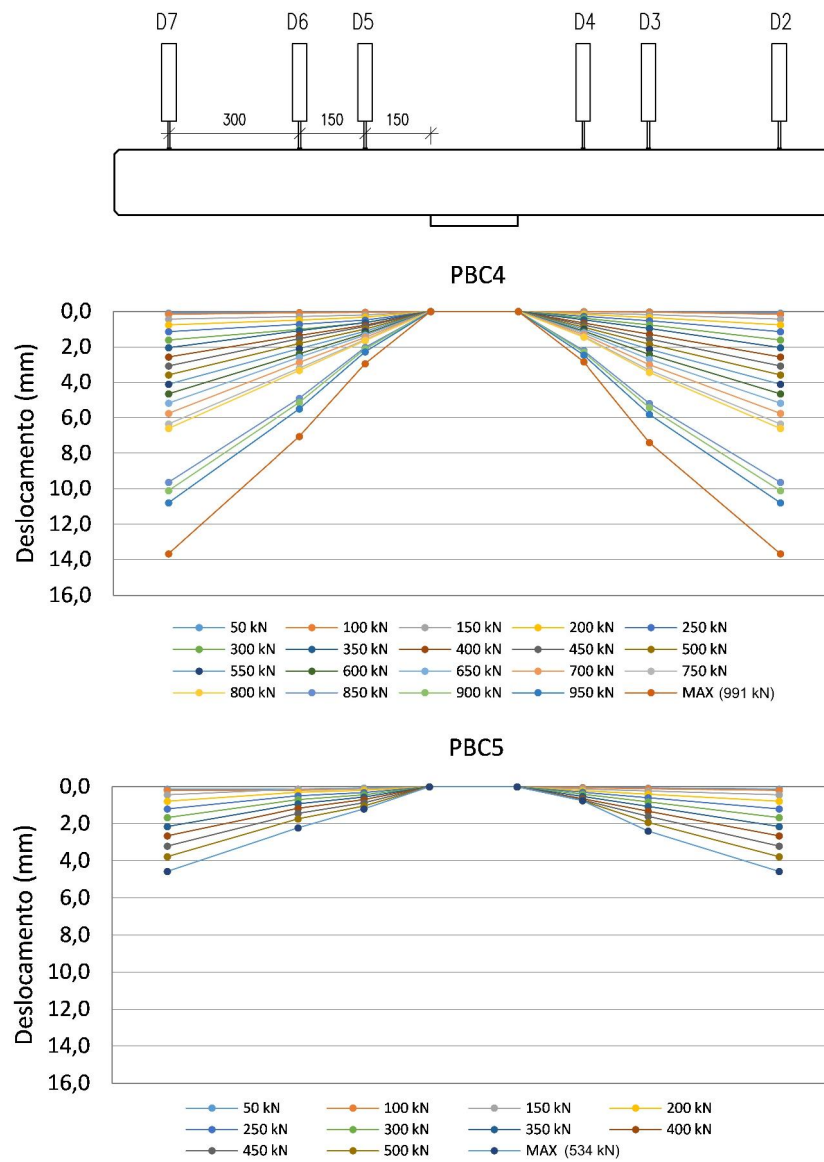 D7 D6 D5 D4 D3 D2
300 150 150
PBC4
Deslocamento (mm)
0,0
2,0
4,0
6,0
8,0
10,0
12,0
14,0
16,0
50 kN 100 kN 150 kN 200 kN 250 kN
300 kN 350 kN 400 kN 450 kN 500 kN
550 kN 600 kN 650 kN 700 kN 750 kN
800 kN 850 kN 900 kN 950 kN MAX (991 kN)
PBC5
Deslocamento (mm)
0,0
2,0
4,0
6,0
8,0
10,0
12,0
14,0
16,0
50 kN 100 kN 150 kN 200 kN
250 kN 300 kN 350 kN 400 kN
450 kN 500 kN MAX (534 kN)